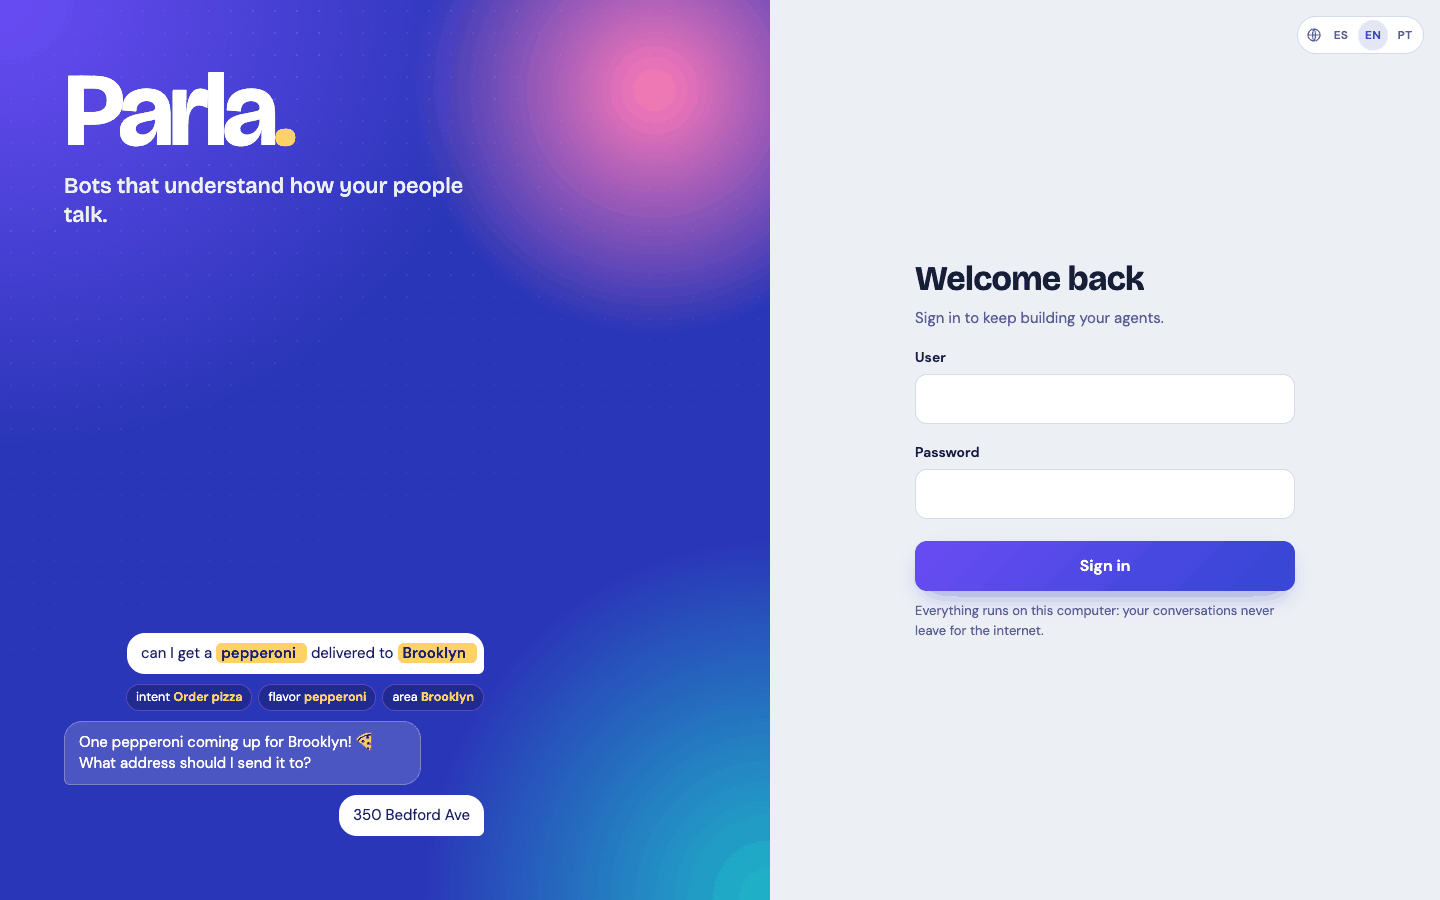 Parla.
Bots that understand how your people
talk.
can I get a pepperoni delivered to Brooklyn
intent Order pizza
flavor pepperoni
area Brooklyn
One pepperoni coming up for Brooklyn! 🍕
What address should I send it to?
350 Bedford Ave
ES EN PT
Welcome back
Sign in to keep building your agents.
User
Password
Sign in
Everything runs on this computer: your conversations never
leave for the internet.